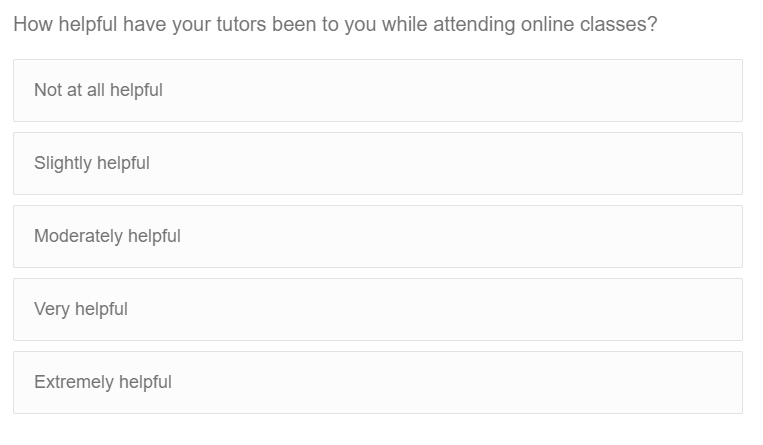 How helpful have your tutors been to you while attending online classes?
Not at all helpful
Slightly helpful
Moderately helpful
Very helpful
Extremely helpful